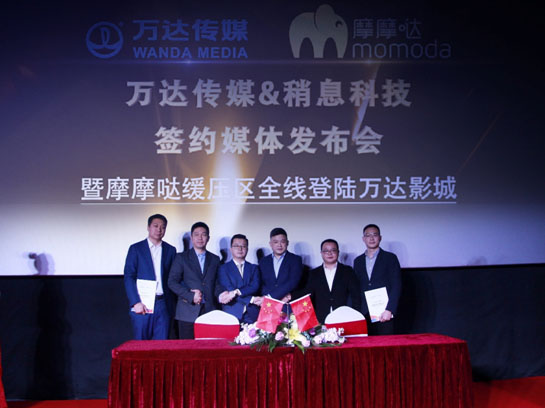 万达传媒
WANDA MEDIA
摩摩哒
momoda
万达传媒&稍息科技
签约媒体发布会
暨摩摩哒缓压区全线登陆万达影城